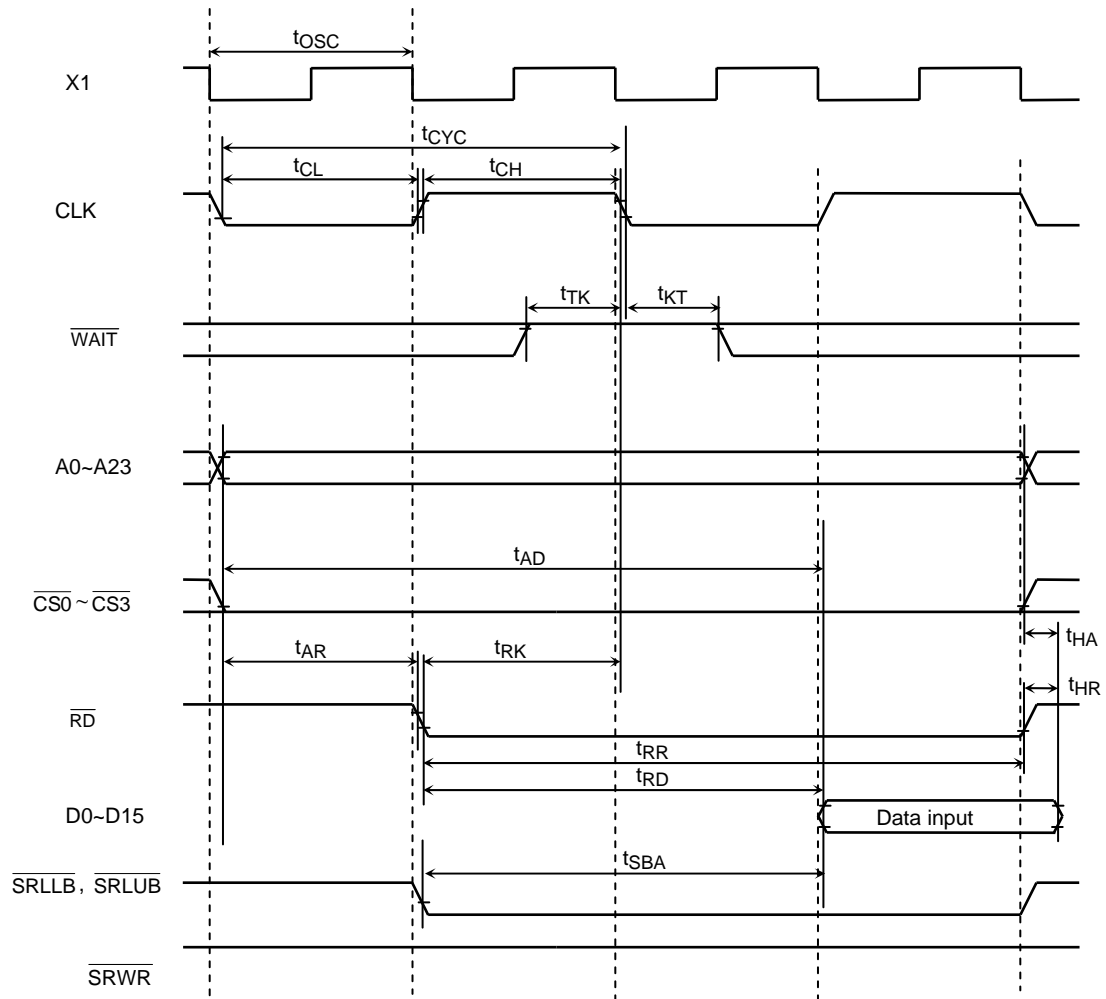 tOSC
X1
tCYC
tCL
tCH
CLK
tTK
tKT
WAIT
A0~A23
tAD
CS0~CS3
tHA
tAR
tRK
tHR
RD
tRR
tRD
D0~D15
Data input
tSBA
SRLLB, SRLUB
SRWR